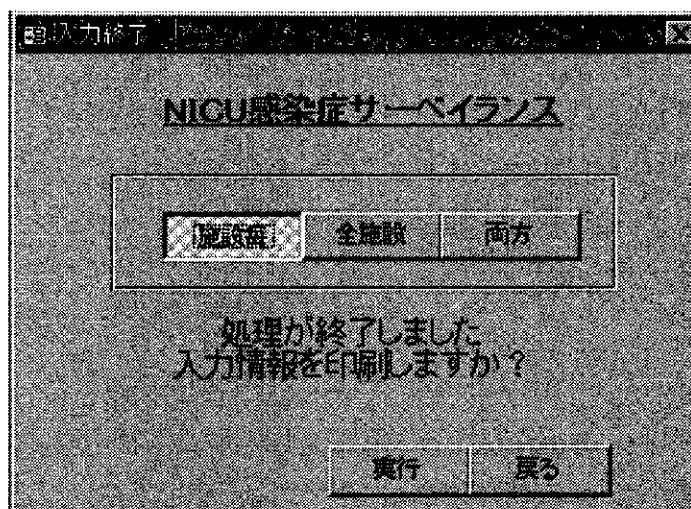 入力終了
NICU感染症サーベイランス
施設無 全施設 両方
処理が終了しました
入力情報を印刷しますか?
実行 戻る